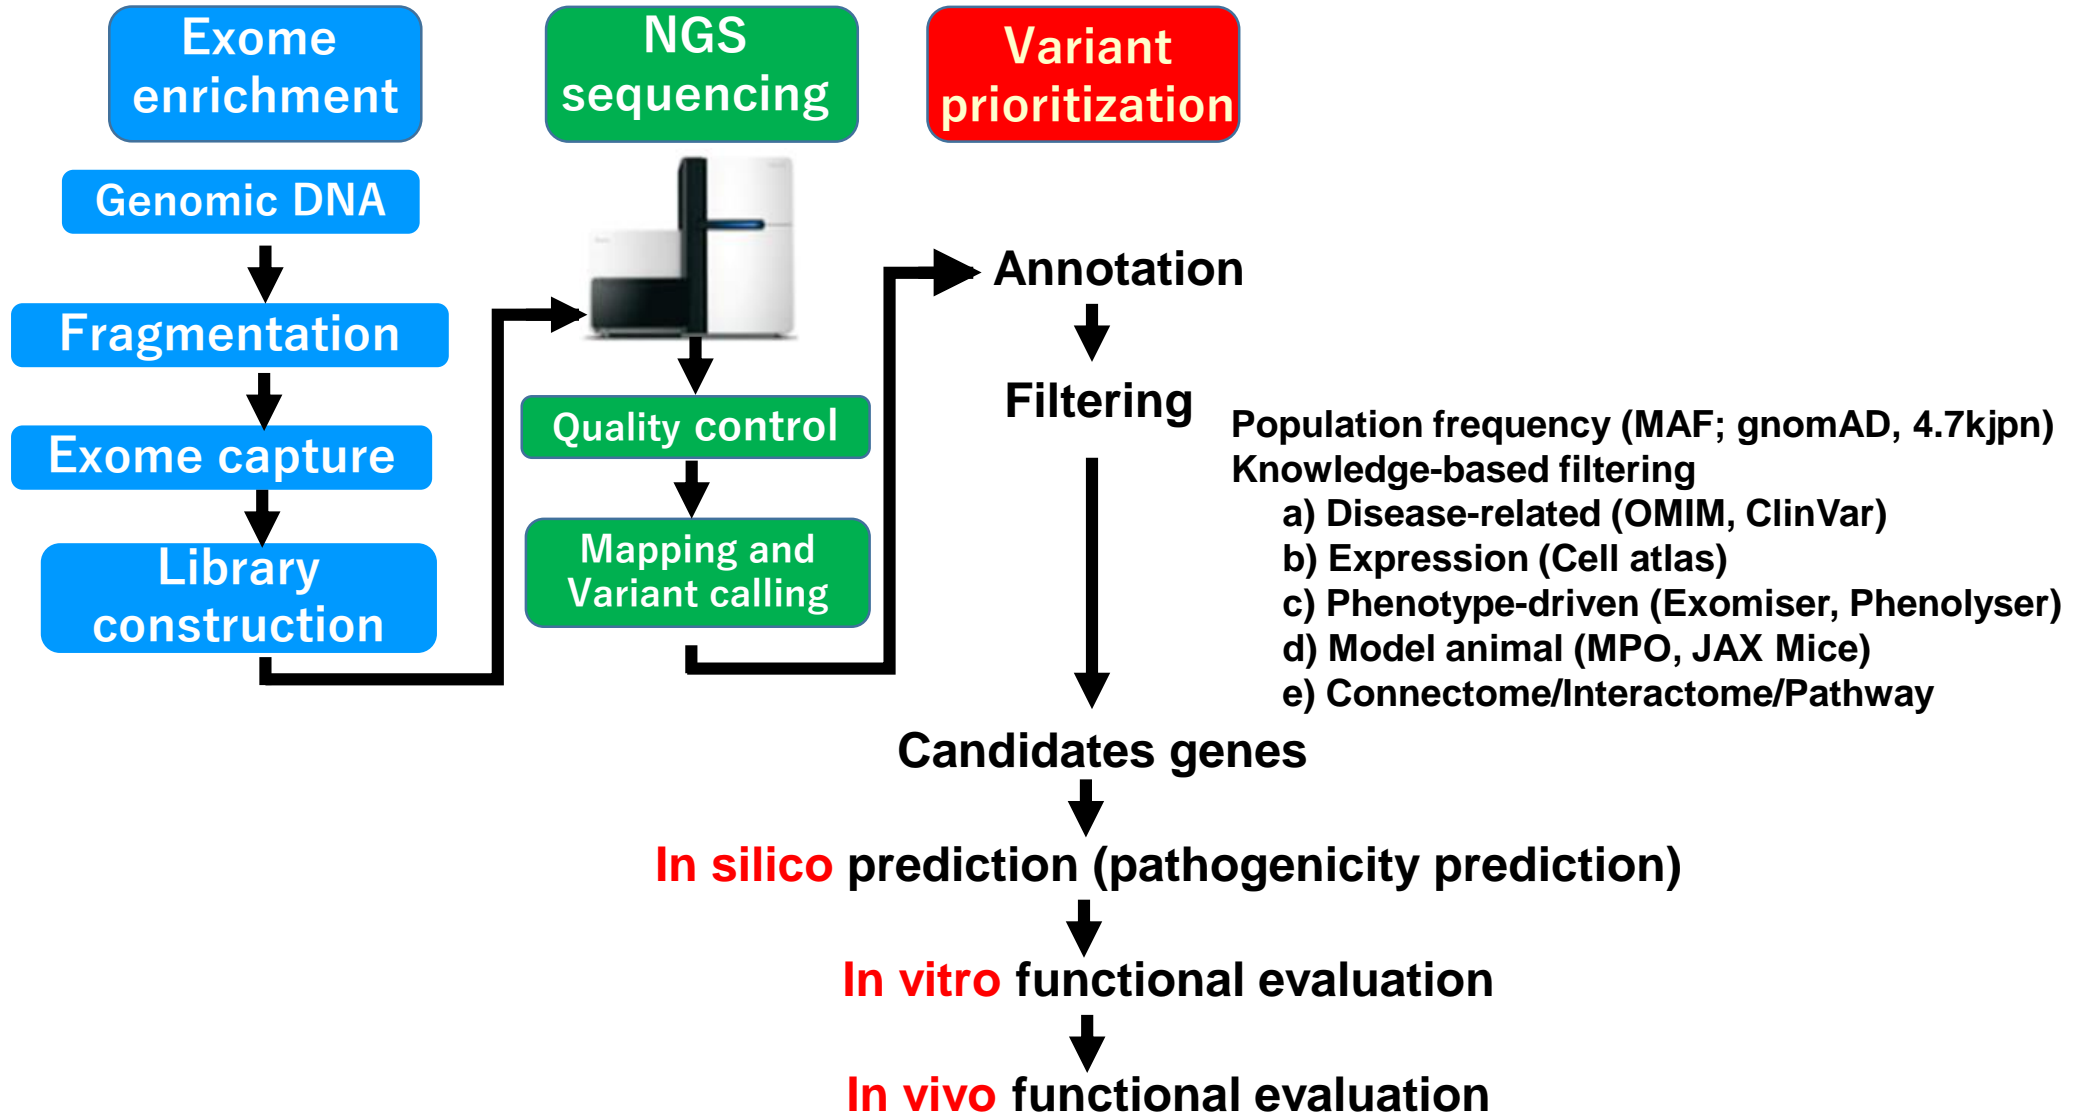 Exome
enrichment
Genomic DNA
Fragmentation
Exome capture
Library
construction
NGS
sequencing
Quality control
Mapping and
Variant calling
Variant
prioritization
Annotation
Filtering
Population frequency (MAF; gnomAD, 4.7kjpn)
Knowledge-based filtering
a) Disease-related (OMIM, ClinVar)
b) Expression (Cell atlas)
c) Phenotype-driven (Exomiser, Phenolyser)
d) Model animal (MPO, JAX Mice)
e) Connectome/Interactome/Pathway
Candidates genes
In silico prediction (pathogenicity prediction)
In vitro functional evaluation
In vivo functional evaluation